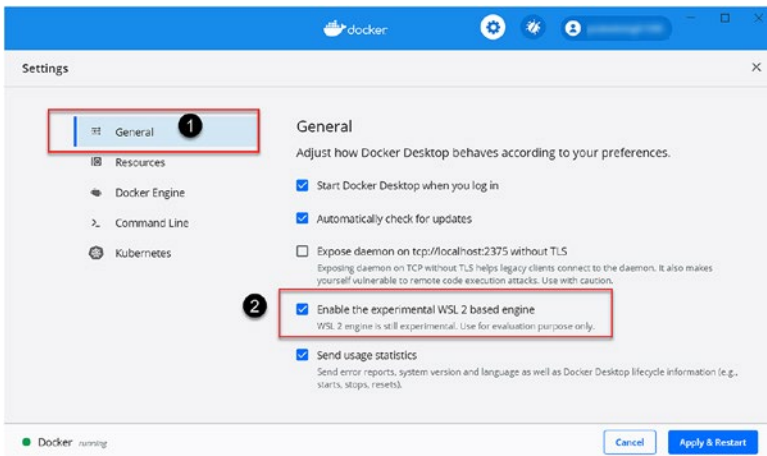 docker
Settings
General
1
Resources
Docker Engine
Command Line
Kubernetes
General
Adjust how Docker Desktop behaves according to your preferences.
Start Docker Desktop when you log in
Automatically check for updates
Expose daemon on tcp://localhost:2375 without TLS
Exposing daemon on TCP without TLS helps legacy clients connect to the daemon. It also makes
yourself vulnerable to remote code execution attacks. Use with caution.
2
Enable the experimental WSL 2 based engine
WSL 2 engine is still experimental. Use for evaluation purpose only.
Send usage statistics
Send error reports, system version and language as well as Docker Desktop lifecycle information (e.g.,
starts, stops, resets).
Docker running
Cancel
Apply & Restart